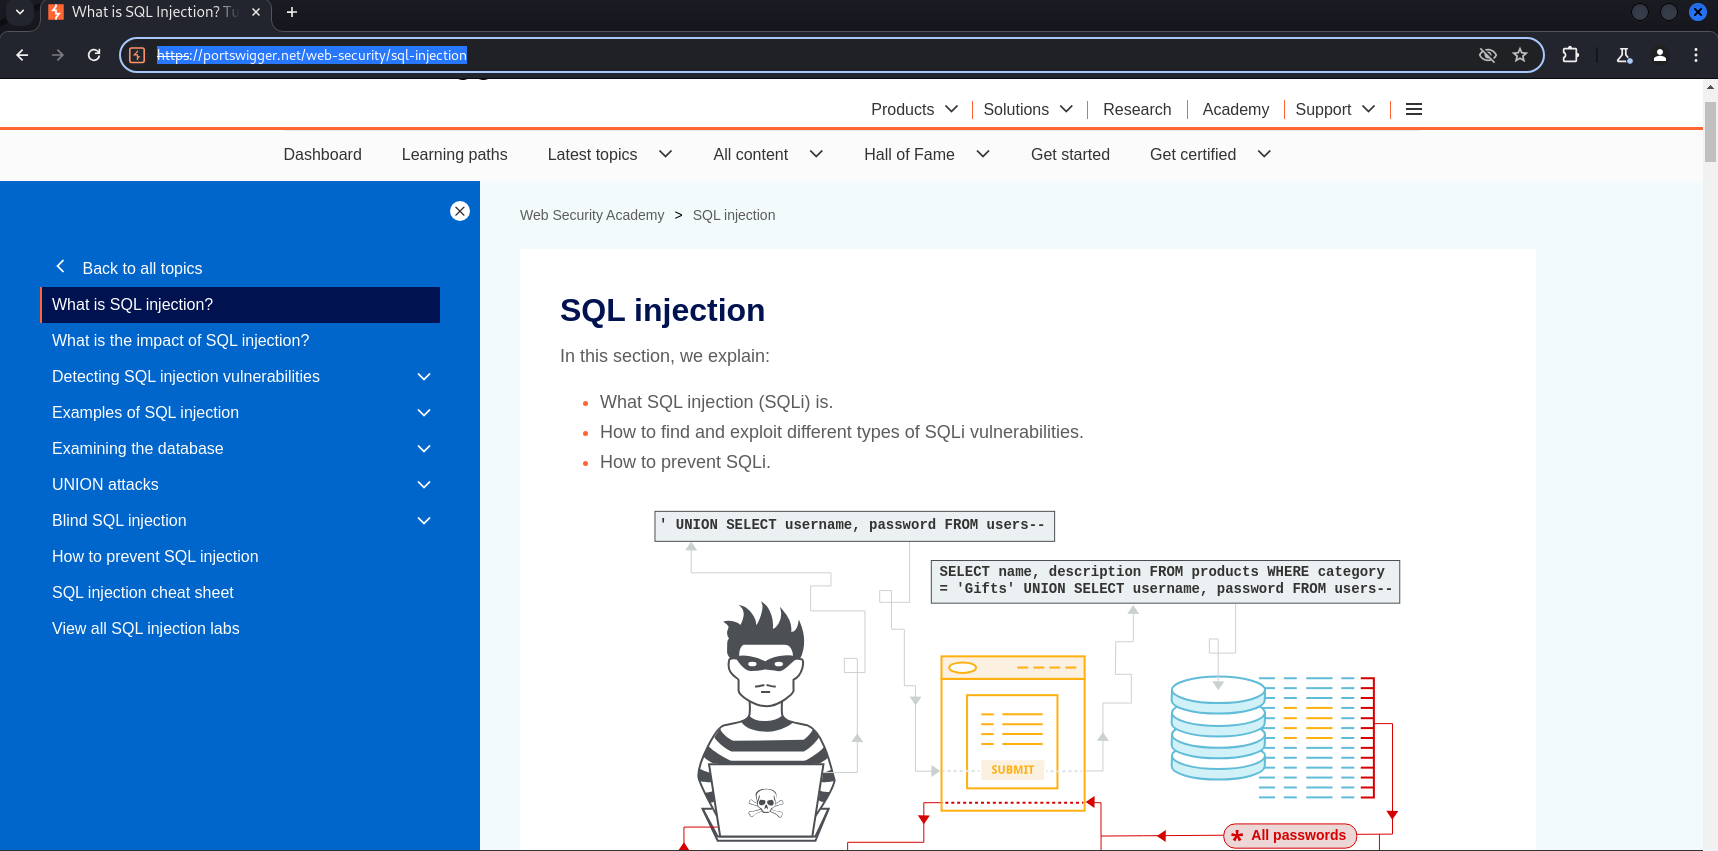 What is SQL Injection? Tu
https://portswigger.net/web-security/sql-injection
Products
Solutions
Research
Academy
Support
Dashboard
Learning paths
Latest topics
All content
Hall of Fame
Get started
Get certified
Web Security Academy > SQL injection
Back to all topics
What is SQL injection?
What is the impact of SQL injection?
Detecting SQL injection vulnerabilities
Examples of SQL injection
Examining the database
UNION attacks
Blind SQL injection
How to prevent SQL injection
SQL injection cheat sheet
View all SQL injection labs
SQL injection
In this section, we explain:
What SQL injection (SQLi) is.
How to find and exploit different types of SQLi vulnerabilities.
How to prevent SQLi.
' UNION SELECT username, password FROM users--
SELECT name, description FROM products WHERE category
= 'Gifts' UNION SELECT username, password FROM users--
SUBMIT
* All passwords